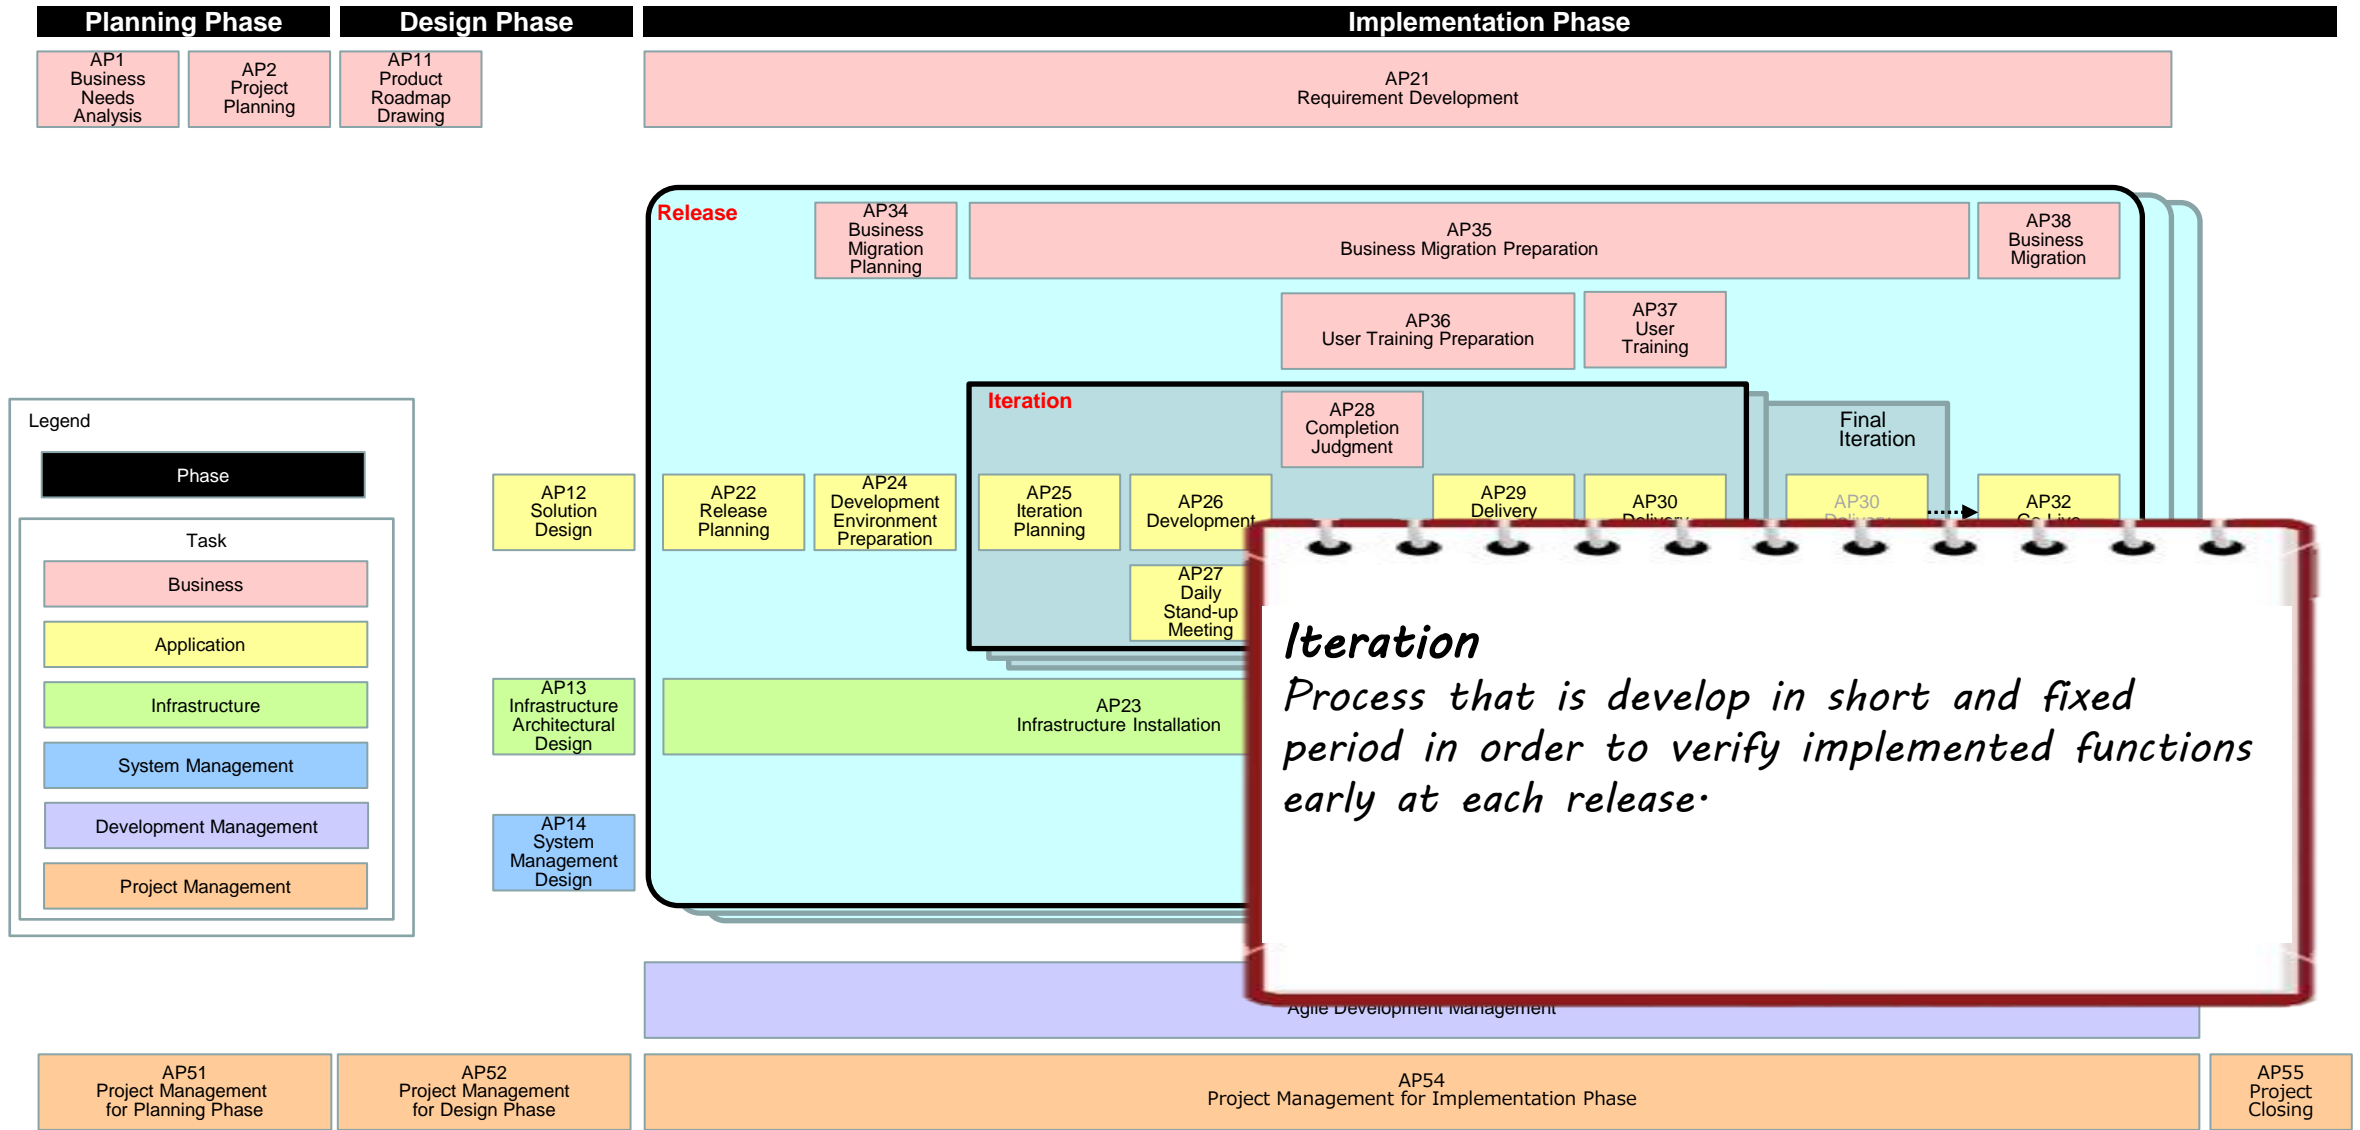 Planning Phase
Design Phase
Implementation Phase
AP1
Business
Needs
Analysis
AP2
Project
Planning
AP11
Product
Roadmap
Drawing
AP21
Requirement Development
Release
AP34
Business
Migration
Planning
AP35
Business Migration Preparation
AP38
Business
Migration
AP36
User Training Preparation
AP37
User
Training
Iteration
AP28
Completion
Judgment
Final
Iteration
Legend
Phase
Task
Business
Application
Infrastructure
System Management
Development Management
Project Management
AP12
Solution
Design
AP22
Release
Planning
AP24
Development
Environment
Preparation
AP25
Iteration
Planning
AP26
Development
AP29
Delivery
AP30
Delivery
AP30
Delivery
AP32
Go-Live
AP27
Daily
Stand-up
Meeting
AP13
Infrastructure
Architectural
Design
AP23
Infrastructure Installation
AP14
System
Management
Design
Iteration
Process that is develop in short and fixed
period in order to verify implemented functions
early at each release.
Agile Development Management
AP51
Project Management
for Planning Phase
AP52
Project Management
for Design Phase
AP54
Project Management for Implementation Phase
AP55
Project
Closing